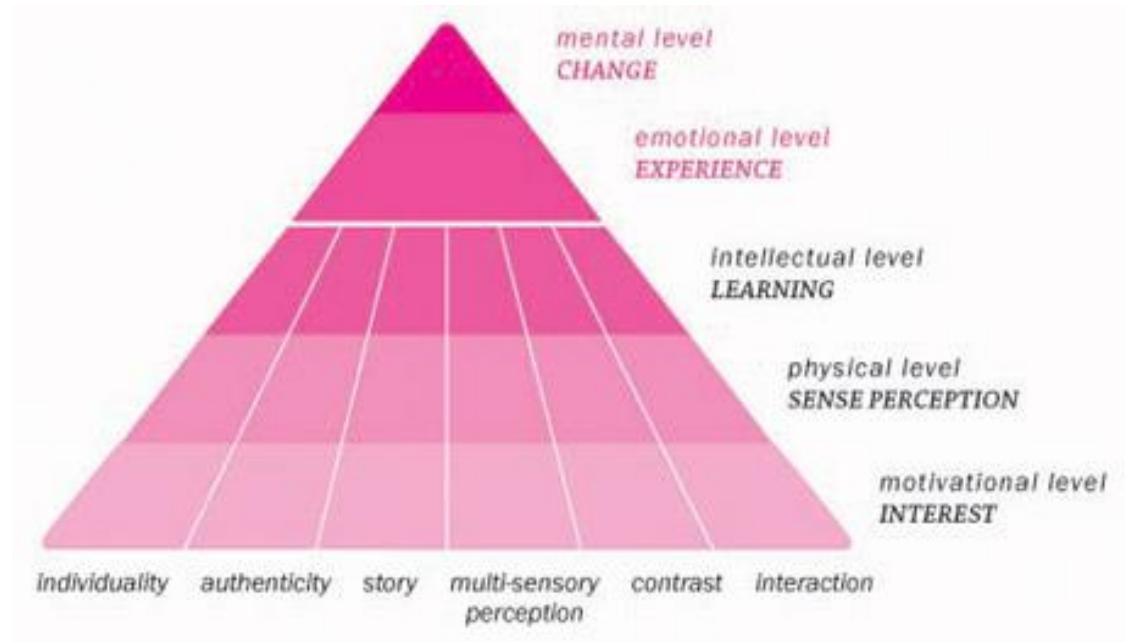 mental level
CHANGE
emotional level
EXPERIENCE
intellectual level
LEARNING
physical level
SENSE PERCEPTION
motivational level
INTEREST
individuality authenticity story multi-sensory contrast interaction
perception